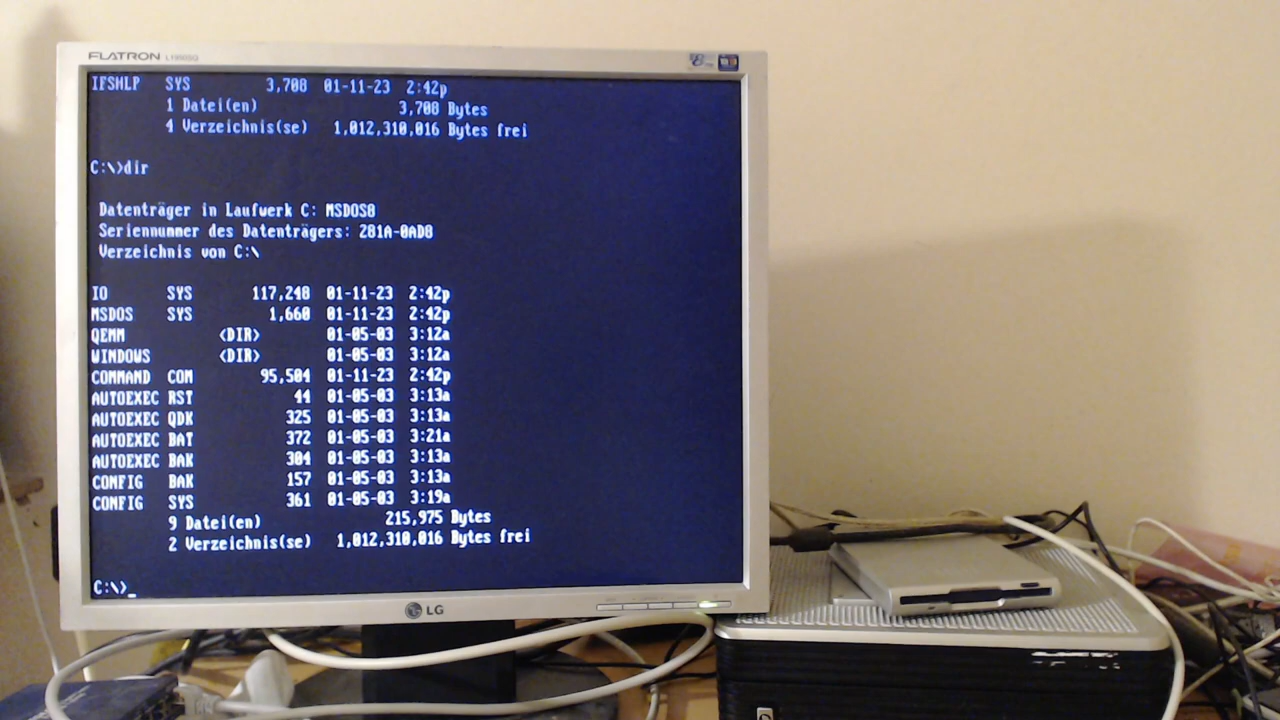 FLATRON L1950SQ
IFSHLP   SYS         3,708  01-11-23  2:42p
1 Datei(en)                 3,708 Bytes
4 Verzeichnis(se)   1,012,310,016 Bytes frei
C:\>dir
Datenträger in Laufwerk C: MSDOS8
Seriennummer des Datenträgers: 281A-0AD8
Verzeichnis von C:\
IO       SYS       117,248  01-11-23  2:42p
MSDOS    SYS         1,660  01-11-23  2:42p
QEMM           <DIR>        01-05-03  3:12a
WINDOWS        <DIR>        01-05-03  3:12a
COMMAND  COM        95,504  01-11-23  2:42p
AUTOEXEC RST            44  01-05-03  3:13a
AUTOEXEC QDK           325  01-05-03  3:13a
AUTOEXEC BAT           372  01-05-03  3:21a
AUTOEXEC BAK           304  01-05-03  3:13a
CONFIG   BAK           157  01-05-03  3:13a
CONFIG   SYS           361  01-05-03  3:19a
9 Datei(en)               215,975 Bytes
2 Verzeichnis(se)   1,012,310,016 Bytes frei
C:\>_
LG